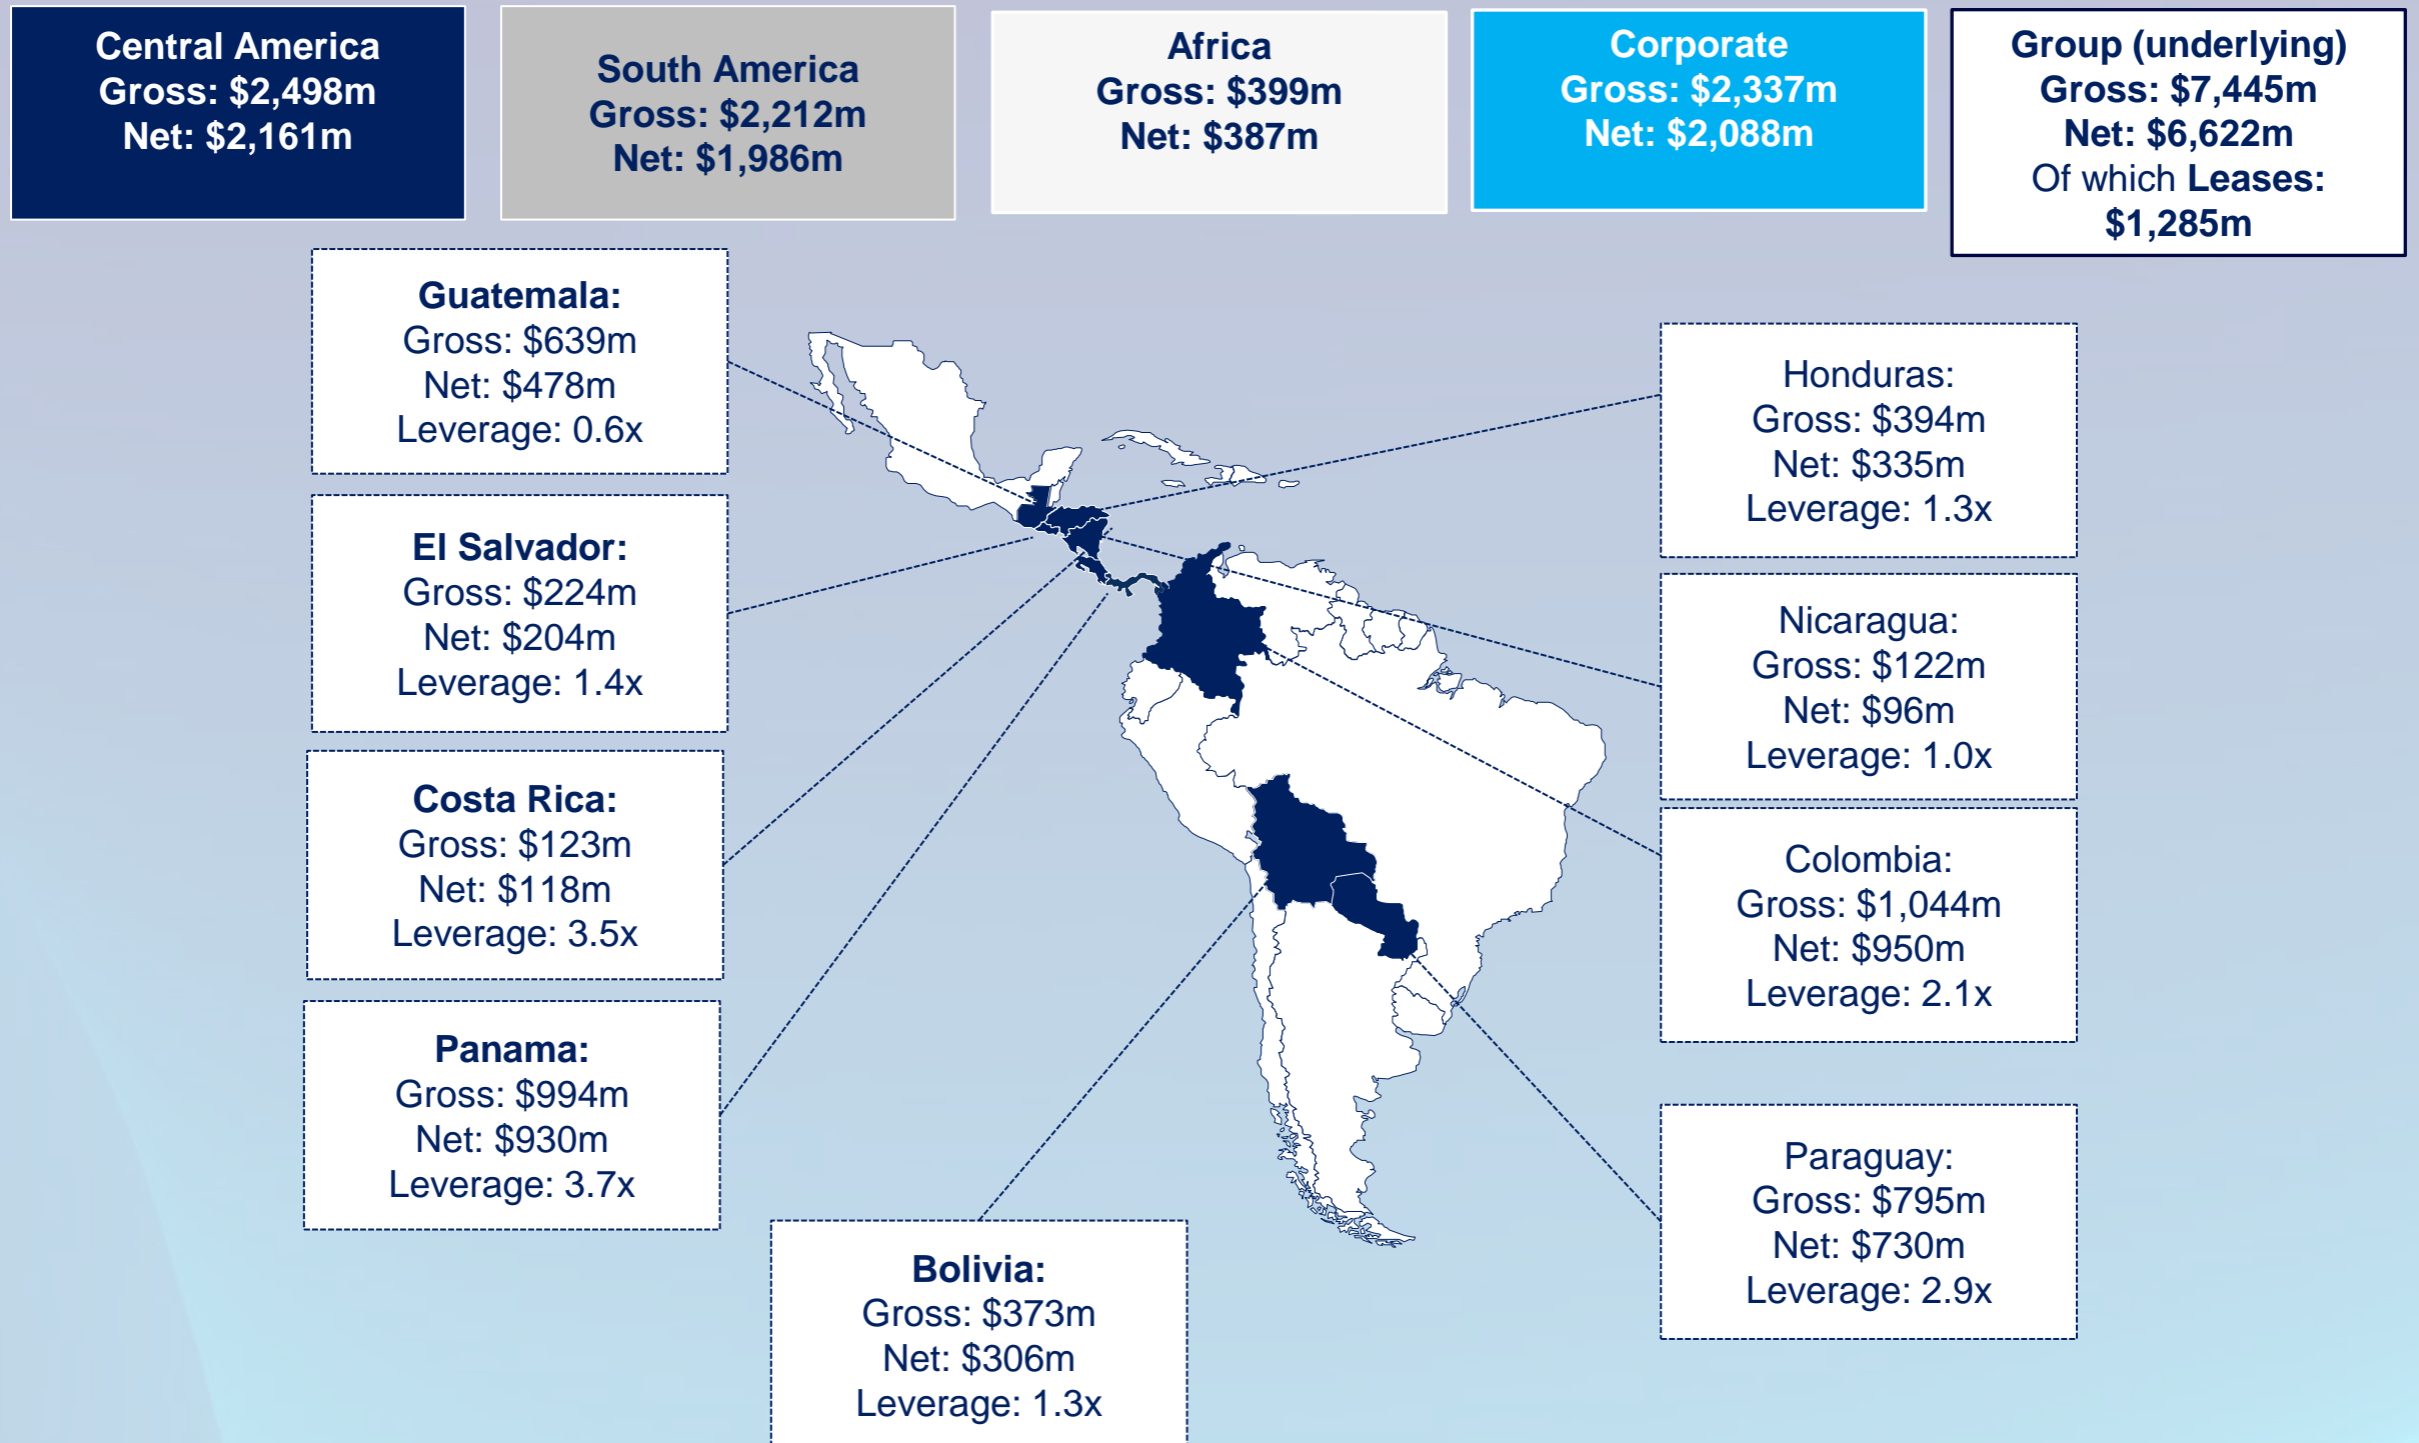 Central America
Gross: $2,498m
Net: $2,161m
South America
Gross: $2,212m
Net: $1,986m
Africa
Gross: $399m
Net: $387m
Corporate
Gross: $2,337m
Net: $2,088m
Group (underlying)
Gross: $7,445m
Net: $6,622m
Of which Leases:
$1,285m
Guatemala:
Gross: $639m
Net: $478m
Leverage: 0.6x
El Salvador:
Gross: $224m
Net: $204m
Leverage: 1.4x
Costa Rica:
Gross: $123m
Net: $118m
Leverage: 3.5x
Panama:
Gross: $994m
Net: $930m
Leverage: 3.7x
Bolivia:
Gross: $373m
Net: $306m
Leverage: 1.3x
Honduras:
Gross: $394m
Net: $335m
Leverage: 1.3x
Nicaragua:
Gross: $122m
Net: $96m
Leverage: 1.0x
Colombia:
Gross: $1,044m
Net: $950m
Leverage: 2.1x
Paraguay:
Gross: $795m
Net: $730m
Leverage: 2.9x